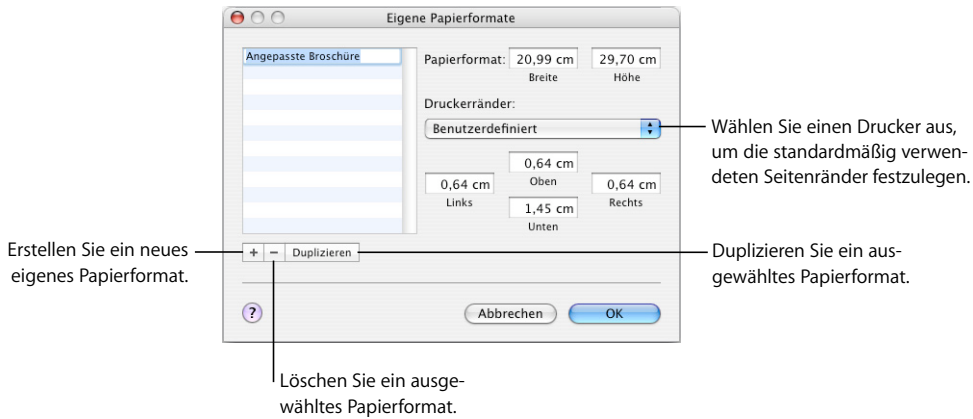 Eigene Papierformate
Angepasste Broschüre
Papierformat: 20,99 cm 29,70 cm
Breite Höhe
Druckerränder:
Benutzerdefiniert
Wählen Sie einen Drucker aus,
um die standardmäßig verwen-
deten Seitenränder festzulegen.
0,64 cm
Oben
0,64 cm 0,64 cm
Links Rechts
1,45 cm
Unten
Erstellen Sie ein neues
eigenes Papierformat.
+ − Duplizieren
Duplizieren Sie ein aus-
gewähltes Papierformat.
? Abbrechen OK
Löschen Sie ein ausge-
wähltes Papierformat.